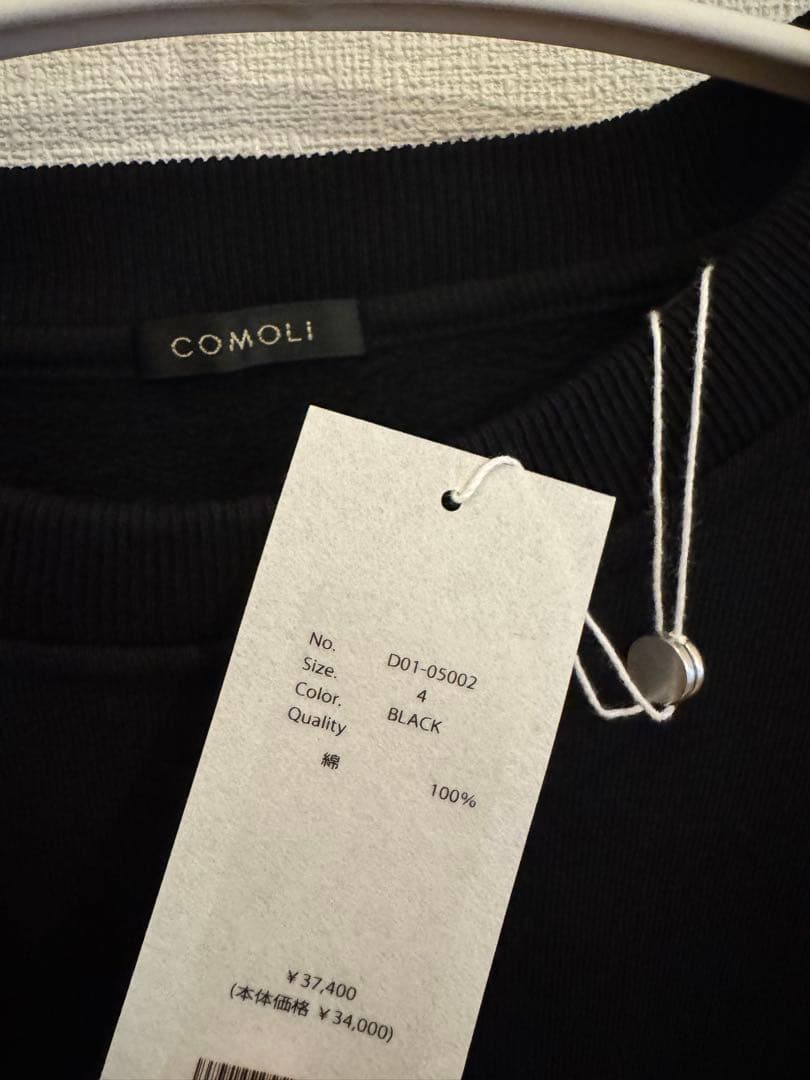 COMOLI
No. D01-05002
Size. 4
Color. BLACK
Quality
綿 100%
¥37,400
(本体価格 ¥34,000)